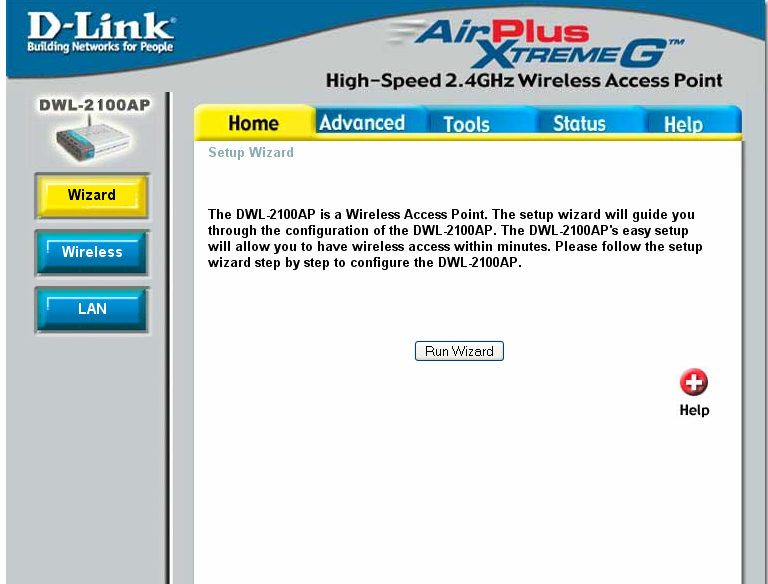 D-Link
Building Networks for People
AirPlus
XTREME G™
High-Speed 2.4GHz Wireless Access Point
DWL-2100AP
Home Advanced Tools Status Help
Setup Wizard
Wizard
Wireless
LAN
The DWL-2100AP is a Wireless Access Point. The setup wizard will guide you
through the configuration of the DWL-2100AP. The DWL-2100AP's easy setup
will allow you to have wireless access within minutes. Please follow the setup
wizard step by step to configure the DWL-2100AP.
Run Wizard
Help